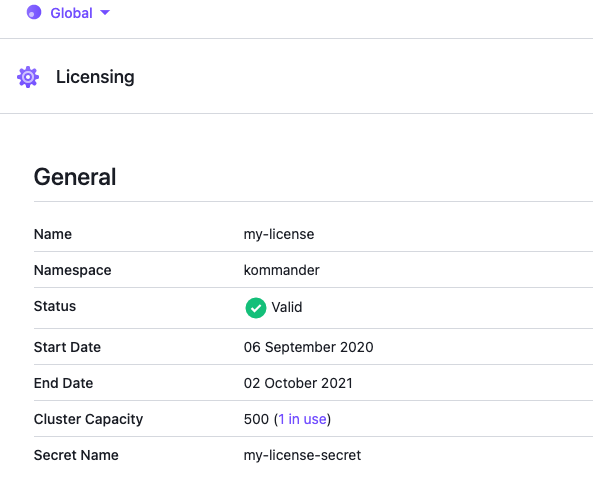 Global
Licensing
General
Name my-license
Namespace kommander
Status Valid
Start Date 06 September 2020
End Date 02 October 2021
Cluster Capacity 500 (1 in use)
Secret Name my-license-secret